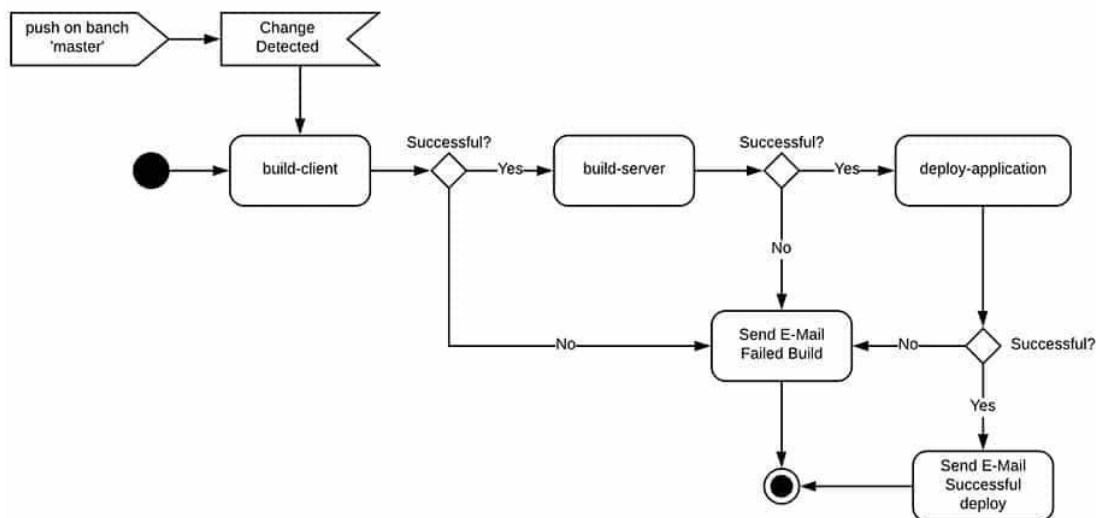 push on banch
'master'
Change
Detected
Successful?
Successful?
build-client
Yes
build-server
Yes
deploy-application
No
Send E-Mail
Failed Build
No
No
Successful?
Yes
Send E-Mail
Successful
deploy